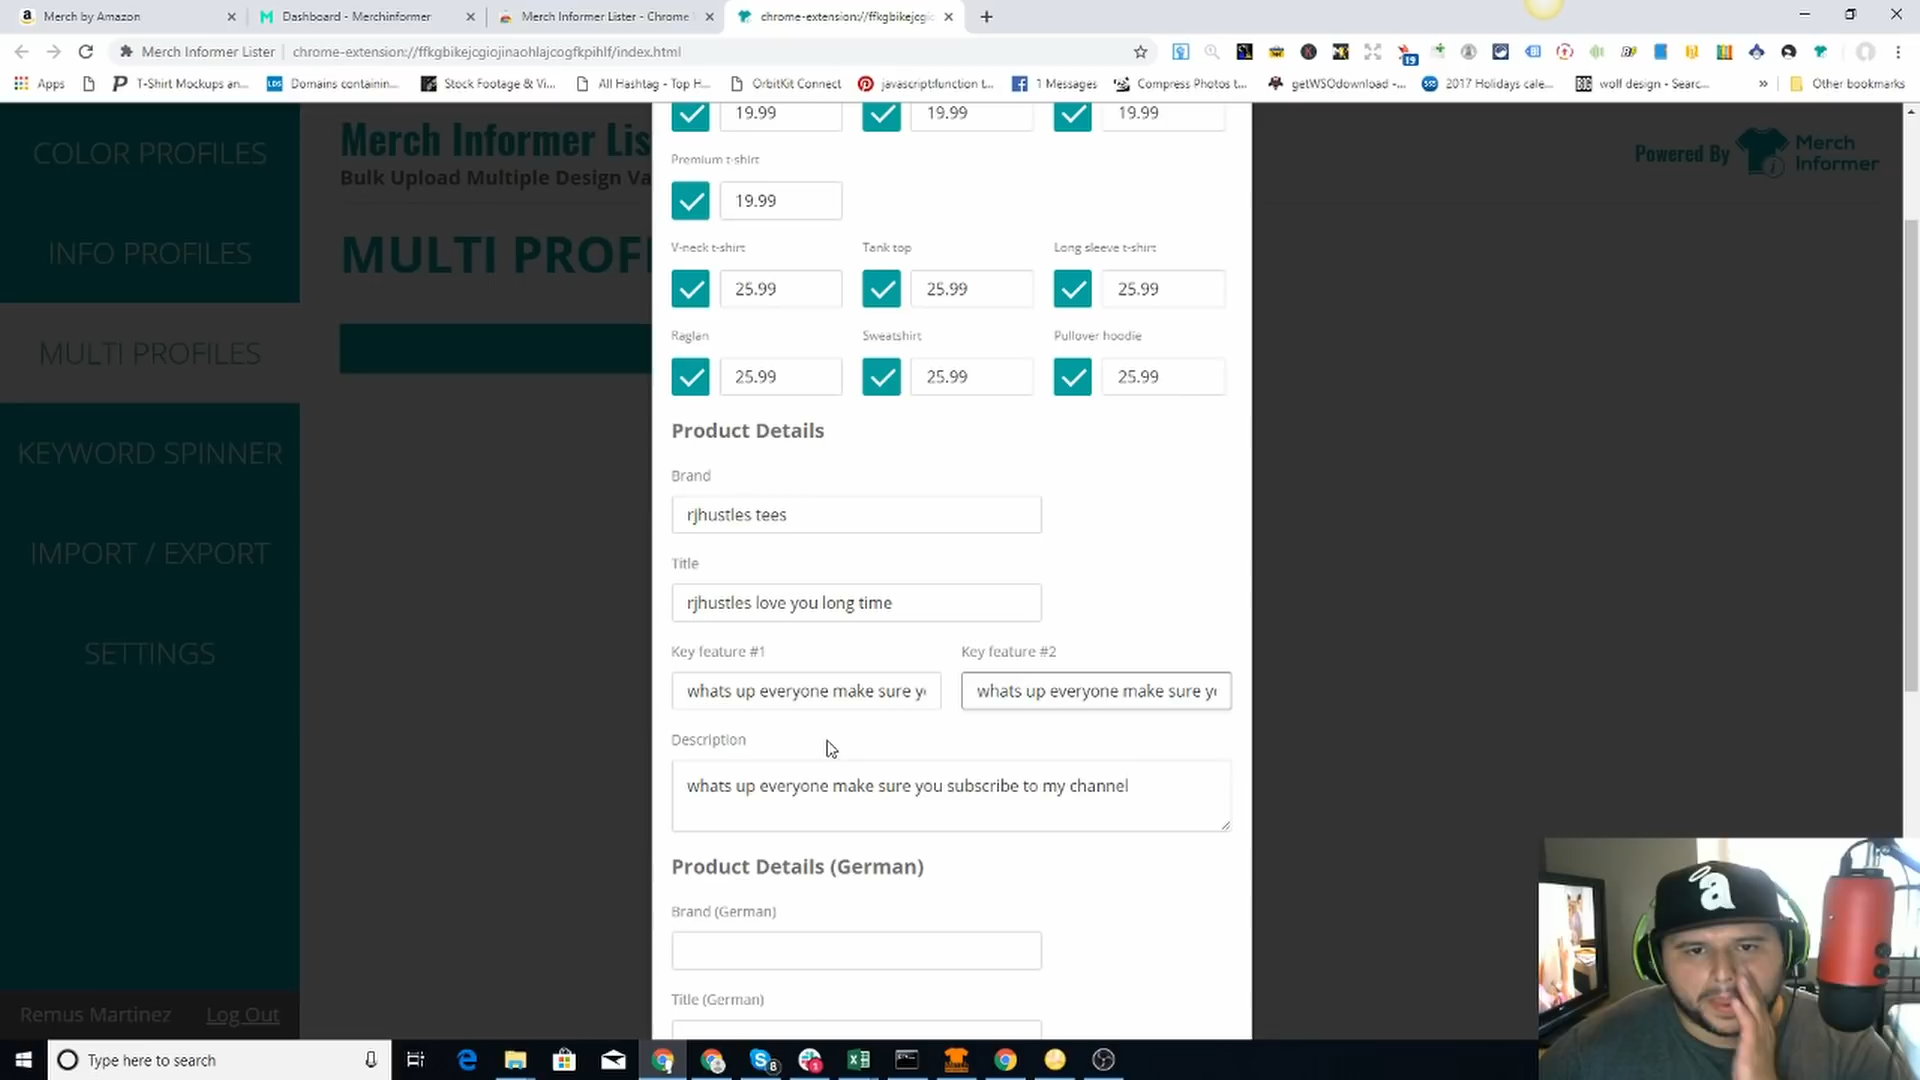 Merch by Amazon
Dashboard - Merchinformer
Merch Informer Lister - Chrome
chrome-extension://ffkgbikejcgi
Merch Informer Lister
chrome-extension://ffkgbikejcgiojinaohlajcogfkpihlf/index.html
19
Apps
T-Shirt Mockups an...
LDS
Domains containin...
Stock Footage & Vi...
All Hashtag - Top H...
OrbitKit Connect
javascript:function t...
1 Messages
Compress Photos t...
getWSOdownload -...
2017 Holidays cale...
wolf design - Searc...
»
Other bookmarks
COLOR PROFILES
INFO PROFILES
MULTI PROFILES
KEYWORD SPINNER
IMPORT / EXPORT
SETTINGS
Remus Martinez
Log Out
Merch Informer Lis
Bulk Upload Multiple Design Va
MULTI PROF
Powered By
Merch
Informer
19.99
19.99
19.99
Premium t-shirt
19.99
V-neck t-shirt
Tank top
Long sleeve t-shirt
25.99
25.99
25.99
Raglan
Sweatshirt
Pullover hoodie
25.99
25.99
25.99
Product Details
Brand
rjhustles tees
Title
rjhustles love you long time
Key feature #1
Key feature #2
whats up everyone make sure y
whats up everyone make sure y
Description
whats up everyone make sure you subscribe to my channel
Product Details (German)
Brand (German)
Title (German)
a
Type here to search
8